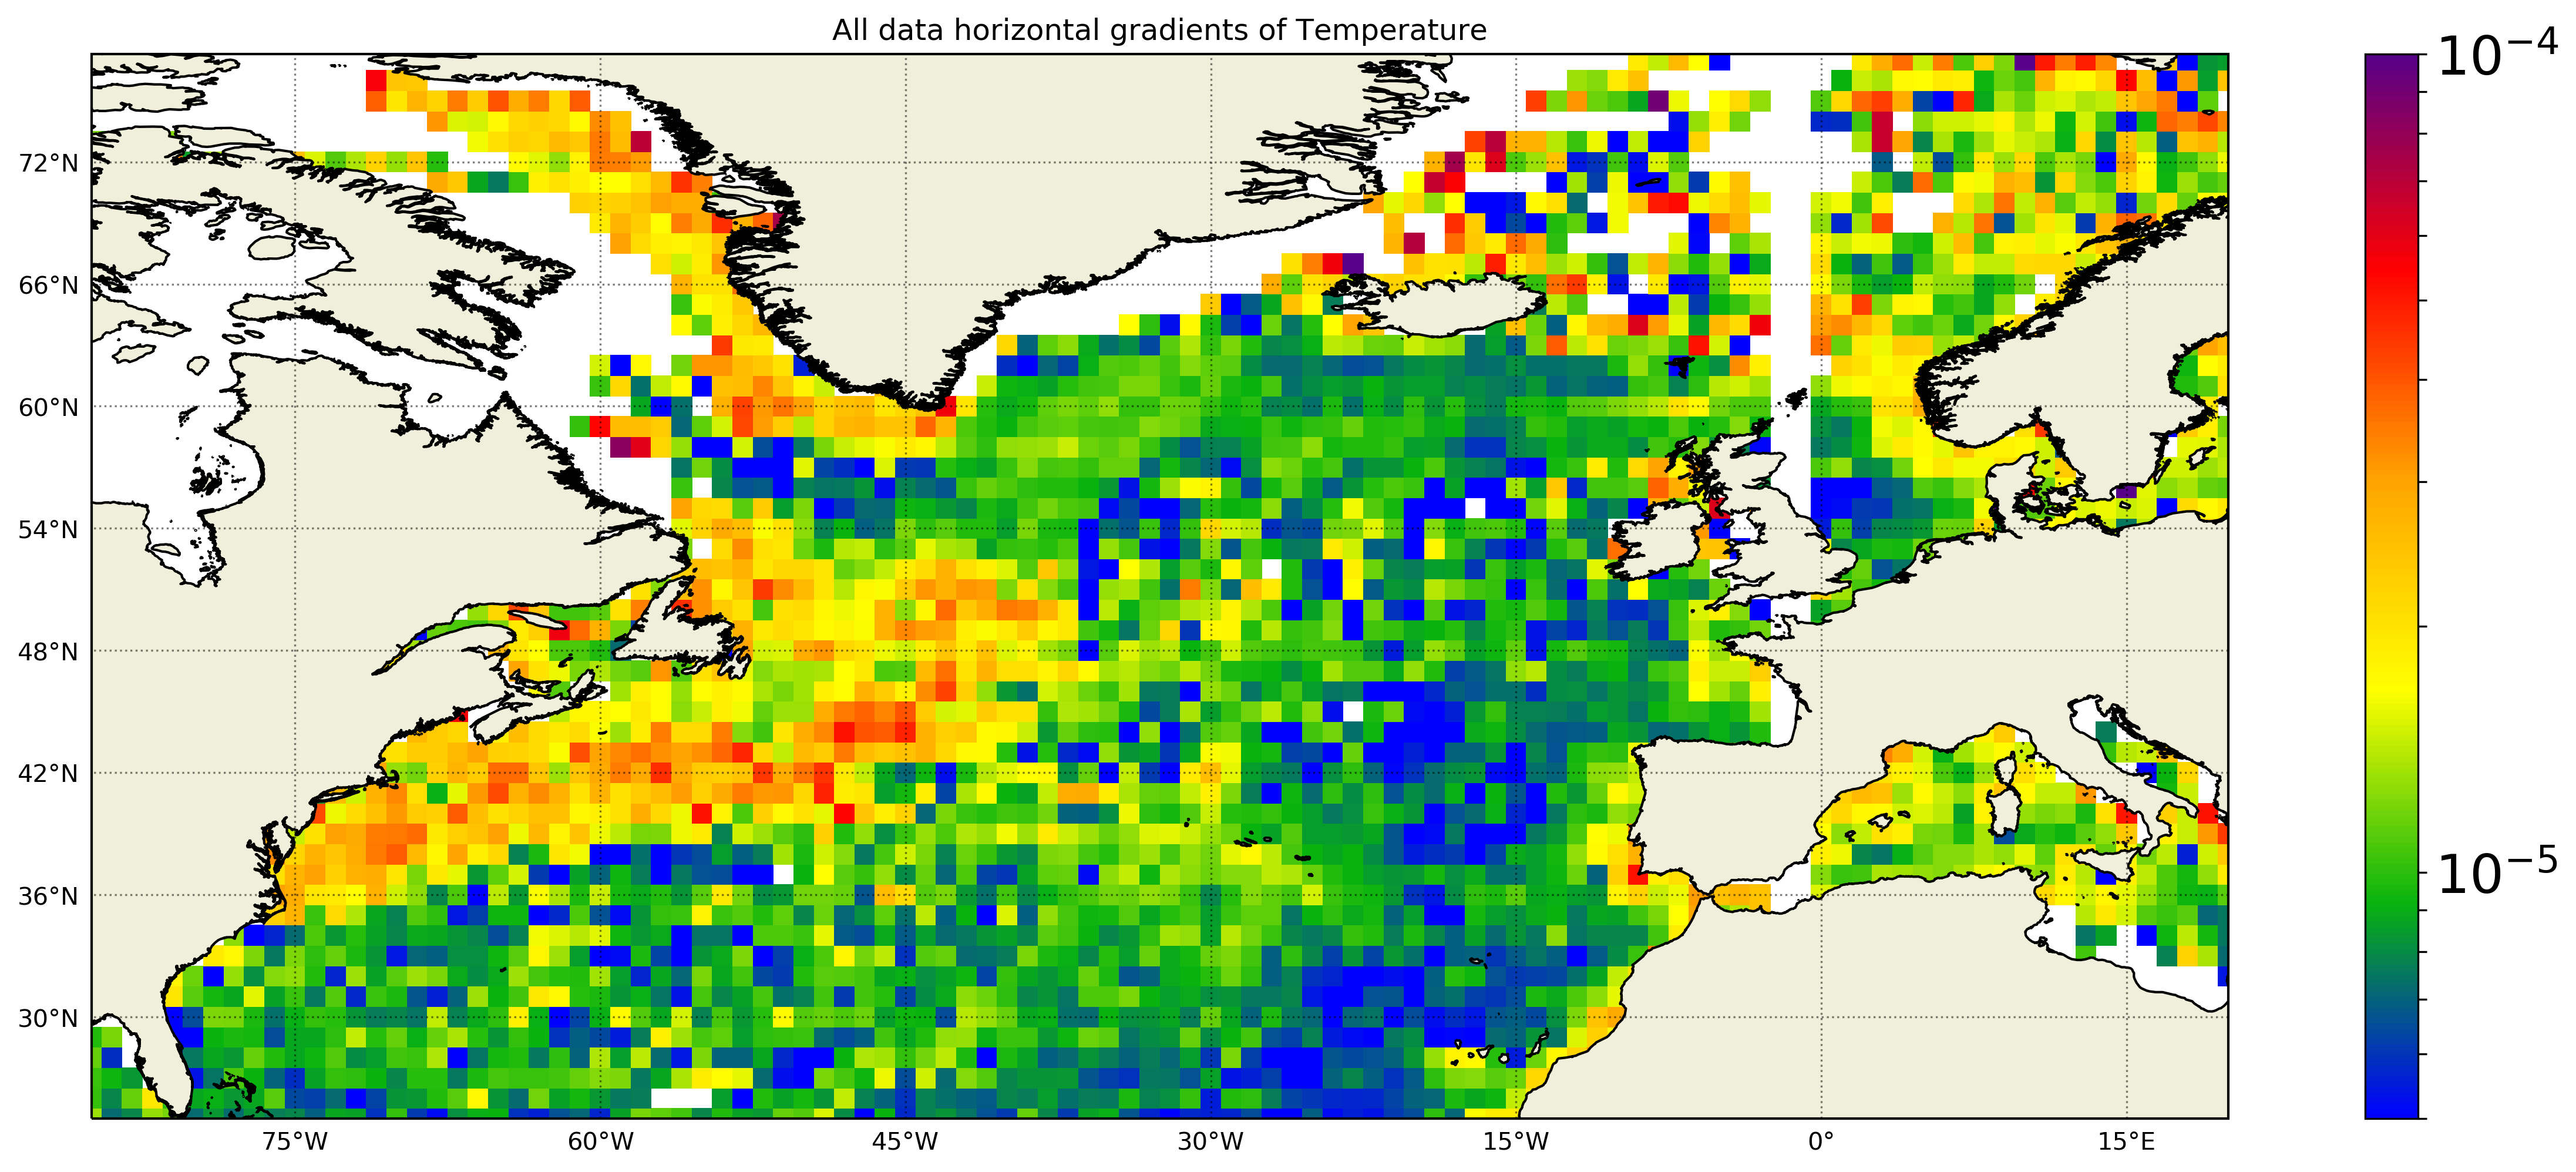 All data horizontal gradients of Temperature
10⁻⁴
72°N
66°N
60°N
54°N
48°N
42°N
36°N
30°N
10⁻⁵
75°W
60°W
45°W
30°W
15°W
0°
15°E